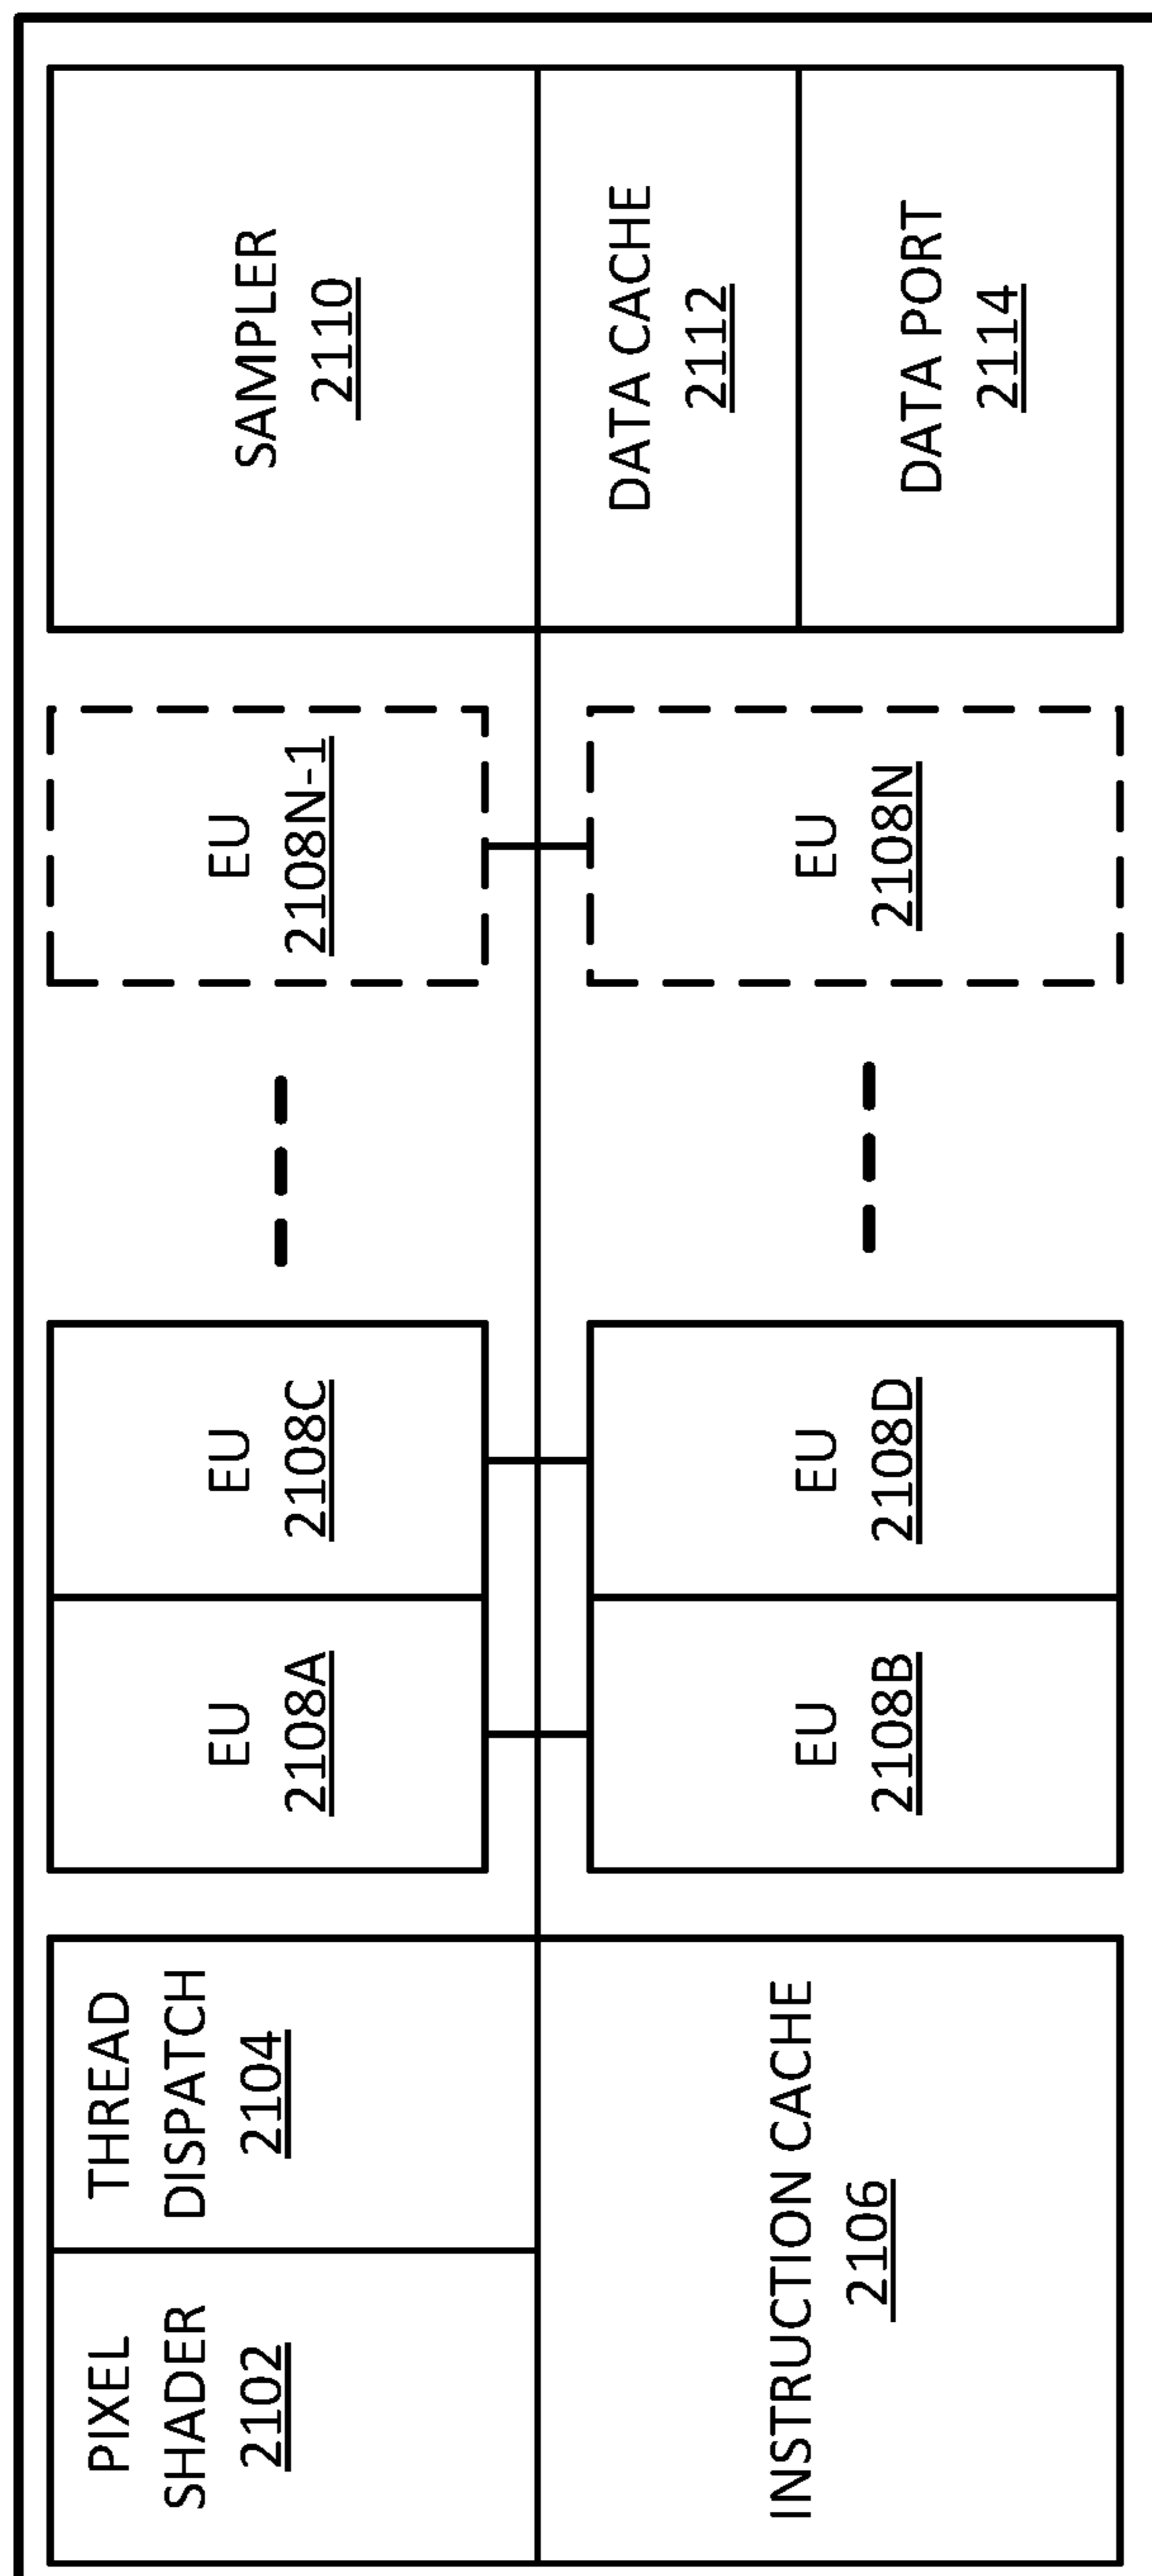 PIXEL
SHADER
2102
THREAD
DISPATCH
2104
INSTRUCTION CACHE
2106
EU
2108A
EU
2108C
EU
2108B
EU
2108D
EU
2108N-1
EU
2108N
SAMPLER
2110
DATA CACHE
2112
DATA PORT
2114